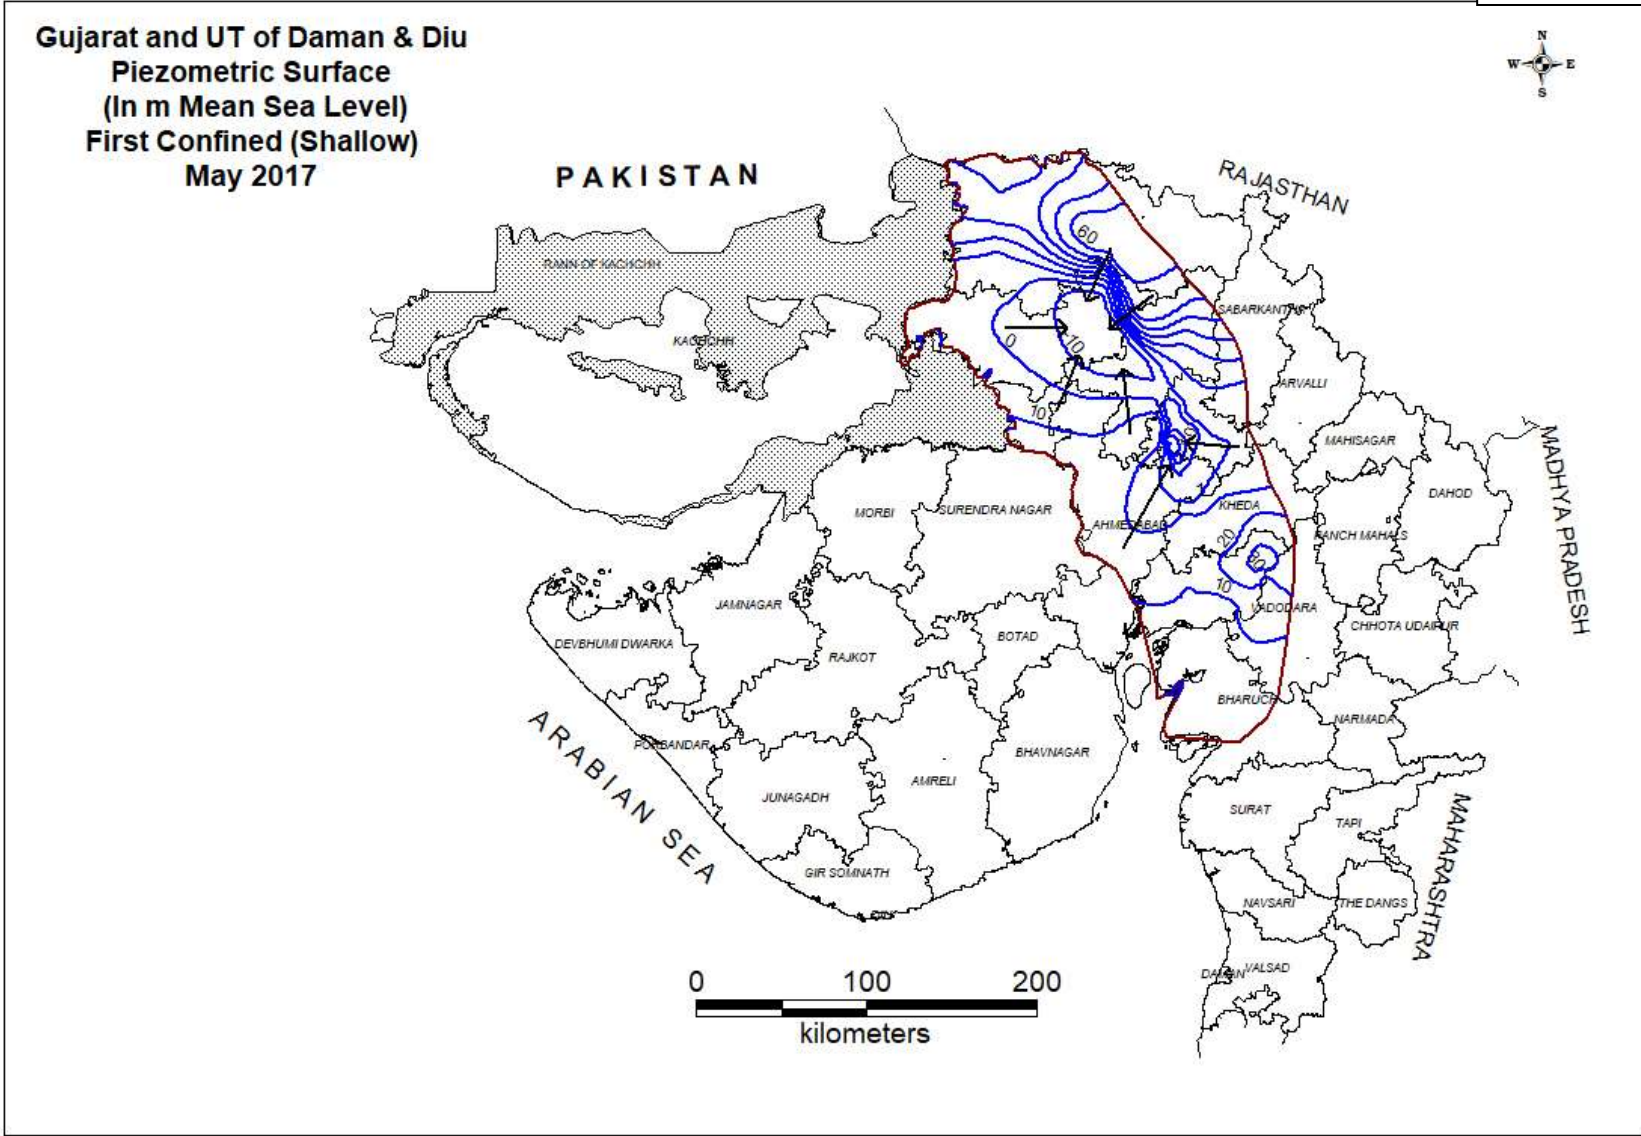 Gujarat and UT of Daman & Diu
Piezometric Surface
(In m Mean Sea Level)
First Confined (Shallow)
May 2017
N
W
E
S
PAKISTAN
RAJASTHAN
RANN OF KACHCHH
KACHCHH
60
SABARKANTHA
0
-10
ARVALLI
10
MAHISAGAR
MADHYA PRADESH
DAHOD
MORBI
SURENDRA NAGAR
AHMEDABAD
KHEDA
PANCH MAHALS
20
30
10
VADODARA
JAMNAGAR
CHHOTA UDAIPUR
BOTAD
DEVBHUMI DWARKA
RAJKOT
BHARUCH
NARMADA
ARABIAN SEA
PORBANDAR
BHAVNAGAR
AMRELI
JUNAGADH
SURAT
TAPI
MAHARASHTRA
GIR SOMNATH
NAVSARI
THE DANGS
DAMAN
VALSAD
0 100 200
kilometers